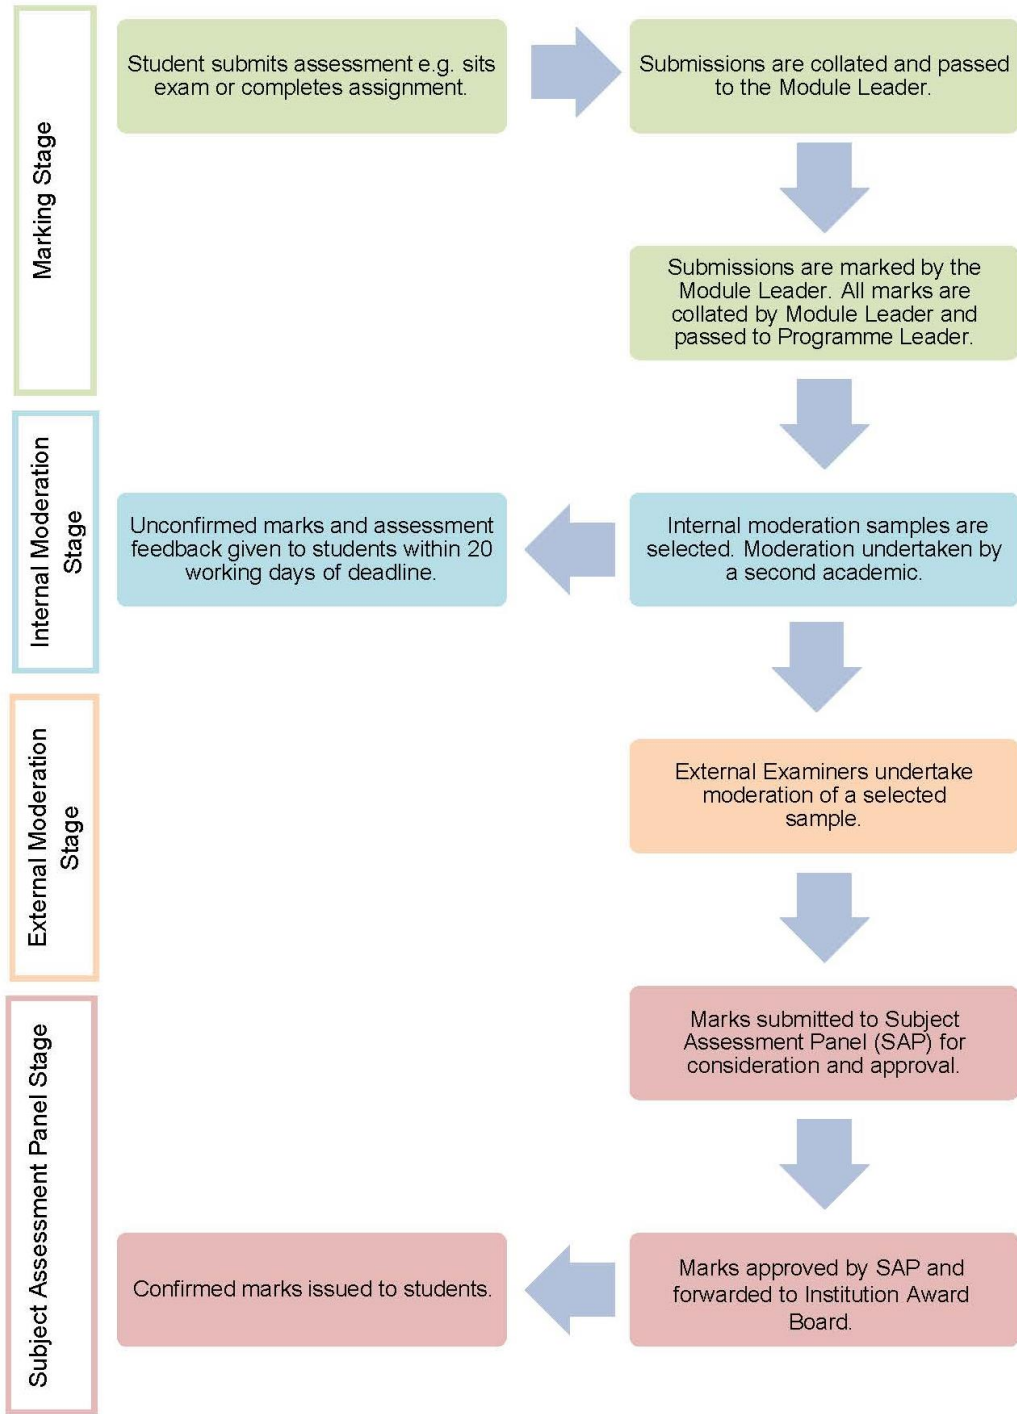 Marking Stage
Student submits assessment e.g. sits
exam or completes assignment.
Submissions are collated and passed
to the Module Leader.
Submissions are marked by the
Module Leader. All marks are
collated by Module Leader and
passed to Programme Leader.
Internal Moderation
Stage
Unconfirmed marks and assessment
feedback given to students within 20
working days of deadline.
Internal moderation samples are
selected. Moderation undertaken by
a second academic.
External Moderation
Stage
External Examiners undertake
moderation of a selected
sample.
Subject Assessment Panel Stage
Marks submitted to Subject
Assessment Panel (SAP) for
consideration and approval.
Confirmed marks issued to students.
Marks approved by SAP and
forwarded to Institution Award
Board.